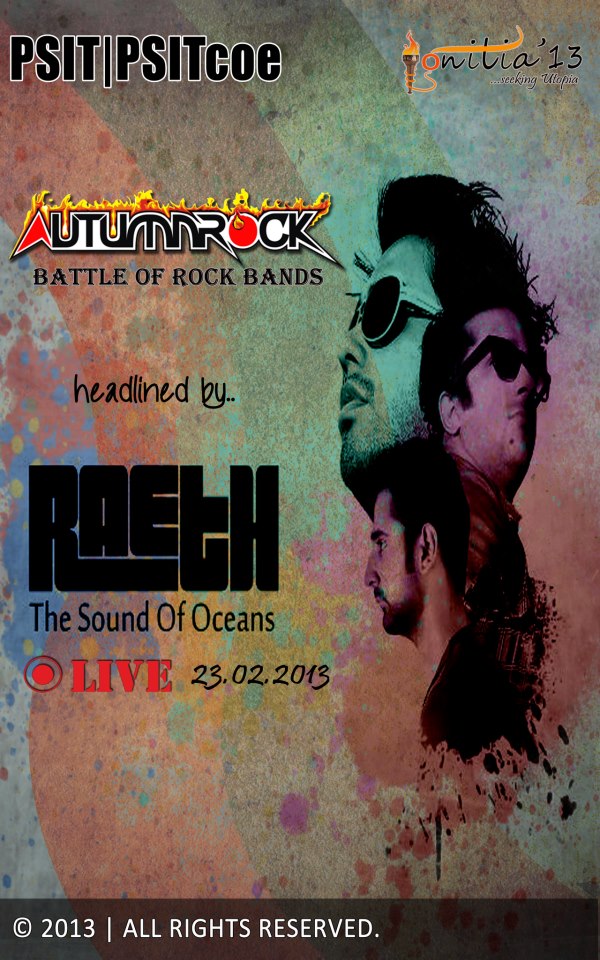 PSIT|PSITcoe
Ignitia'13
...seeking Utopia
AUTUMNROCK
BATTLE OF ROCK BANDS
headlined by..
RAETH
The Sound Of Oceans
LIVE 23.02.2013
© 2013 | ALL RIGHTS RESERVED.